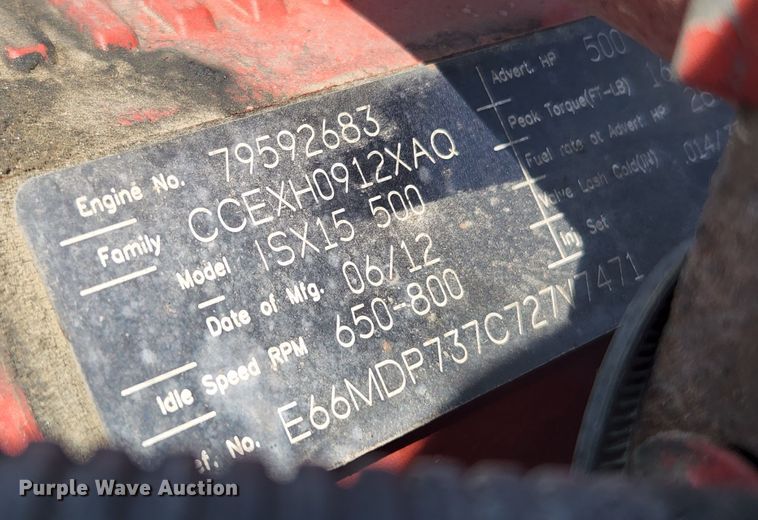 Engine No. 79592683
Family CCEXH0912XAQ
Model ISX15 500
Date of Mfg. 06/12
Idle Speed RPM 650-800
ef. No. E66MDP737C727V7471
Advert. HP 500
Peak Torque(FT-LB)
Fuel rate at Advert HP
Valve Lash Cold(IN) .014/
Inj Set
Purple Wave Auction